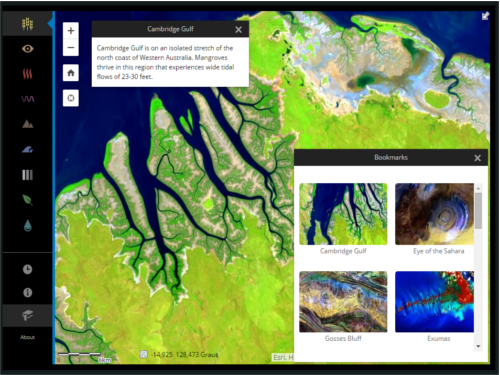 Cambridge Gulf
Cambridge Gulf is on an isolated stretch of the
north coast of Western Australia. Mangroves
thrive in this region that experiences wide tidal
flows of 23-30 feet.
Bookmarks
Cambridge Gulf
Eye of the Sahara
Gosses Bluff
Exumas
About
6km
-14,925 128,473 Graus
Esri, H